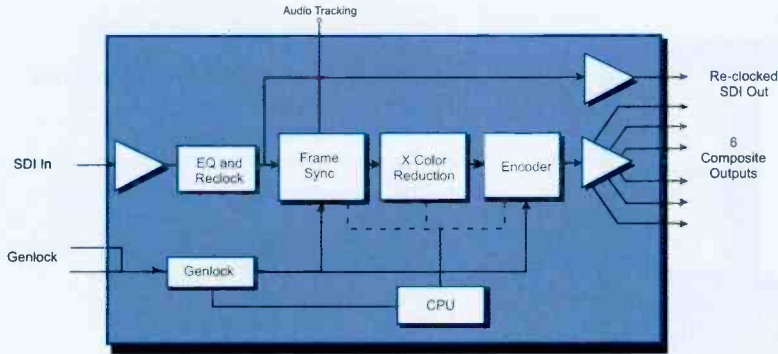 Audio Tracking
Re-clocked
SDI Out
SDI In
EQ and
Reclock
Frame
Sync
X Color
Reduction
Encoder
6
Composite
Outputs
Genlock
Genlock
CPU